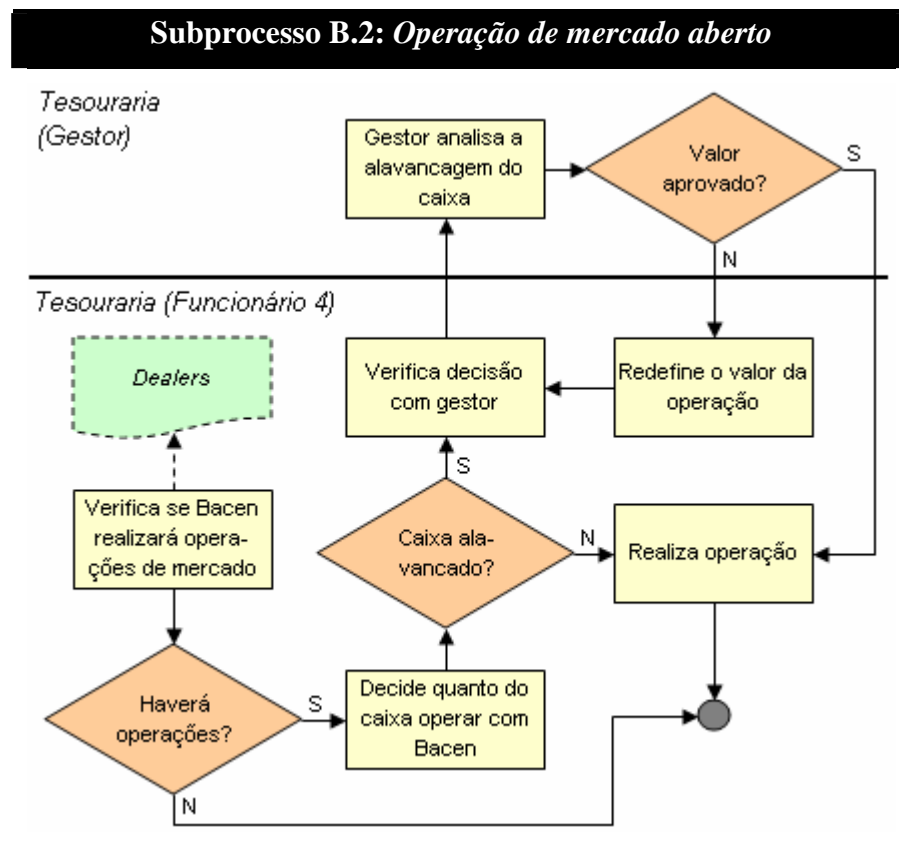 Subprocesso B.2: Operação de mercado aberto
Tesouraria
(Gestor)
Gestor analisa a
alavancagem do
caixa
Valor
aprovado?
S
N
Tesouraria (Funcionário 4)
Dealers
Verifica decisão
com gestor
Redefine o valor da
operação
S
Verifica se Bacen
realizará opera-
ções de mercado
Caixa ala-
vancado?
N
Realiza operação
Haverá
operações?
S
Decide quanto do
caixa operar com
Bacen
N